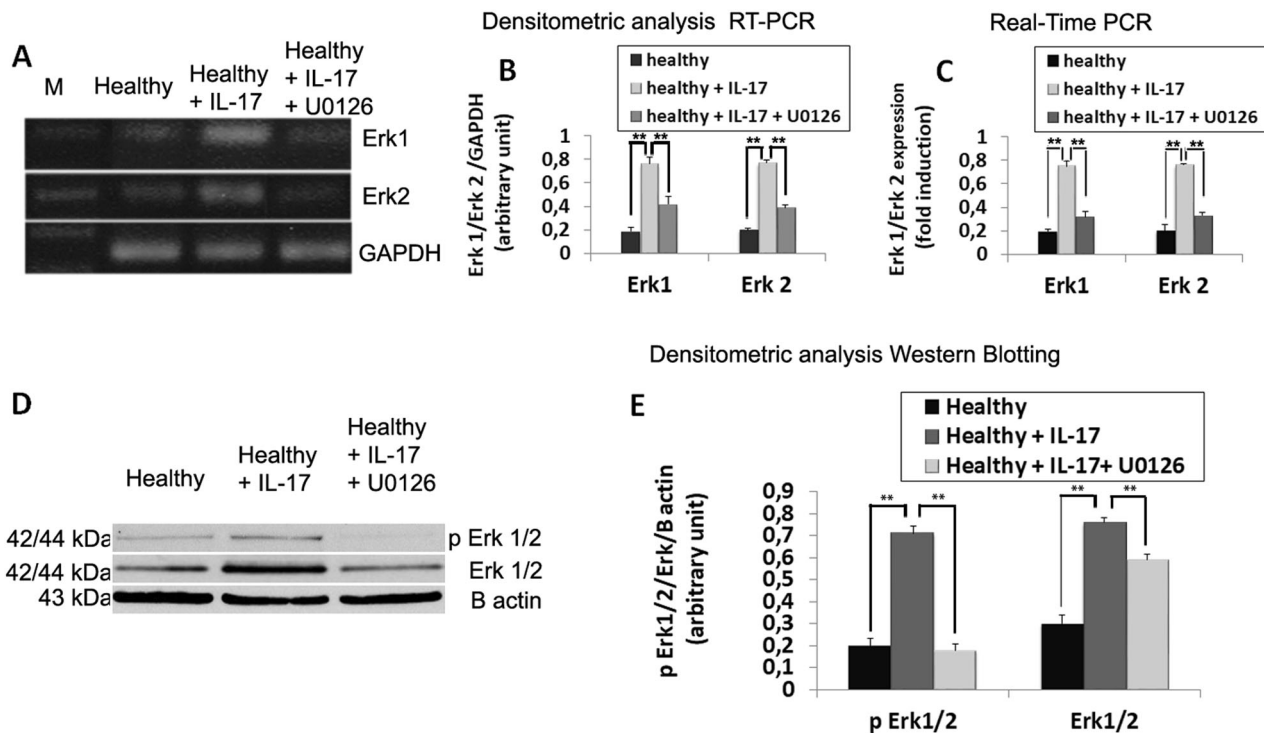 A
M
Healthy
Healthy
+ IL-17
Healthy
+ IL-17
+ U0126
Erk1
Erk2
GAPDH
Densitometric analysis RT-PCR
B
healthy
healthy + IL-17
healthy + IL-17 + U0126
Erk 1/Erk 2 /GAPDH
(arbitrary unit)
1
0,8
0,6
0,4
0,2
0
** **
** **
Erk1
Erk 2
Real-Time PCR
C
healthy
healthy + IL-17
healthy + IL-17 + U0126
Erk 1/Erk 2 expression
(fold induction)
1
0,8
0,6
0,4
0,2
0
** **
** **
Erk1
Erk 2
D
Healthy
Healthy
+ IL-17
Healthy
+ IL-17
+ U0126
42/44 kDa
p Erk 1/2
42/44 kDa
Erk 1/2
43 kDa
B actin
Densitometric analysis Western Blotting
E
Healthy
Healthy + IL-17
Healthy + IL-17+ U0126
p Erk1/2/Erk/B actin
(arbitrary unit)
0,9
0,8
0,7
0,6
0,5
0,4
0,3
0,2
0,1
0
** **
** **
p Erk1/2
Erk1/2